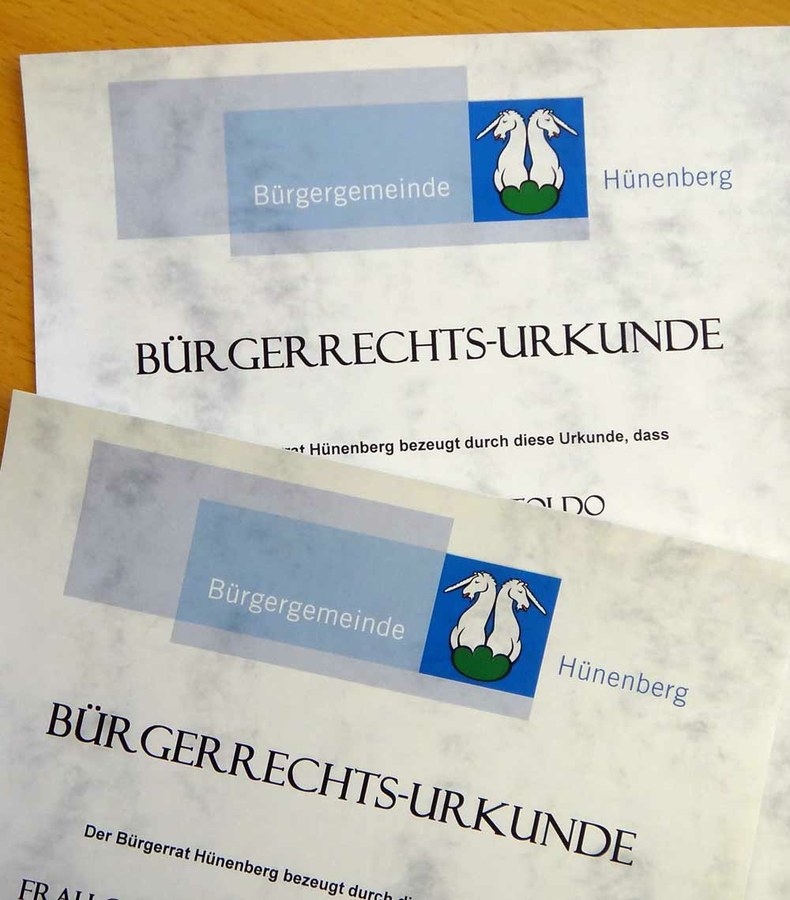 Bürgergemeinde
Hünenberg
BÜRGERRECHTS-URKUNDE
Hünenberg bezeugt durch diese Urkunde, dass
Bürgergemeinde
Hünenberg
BÜRGERRECHTS-URKUNDE
Der Bürgerrat Hünenberg bezeugt durch
FRAU